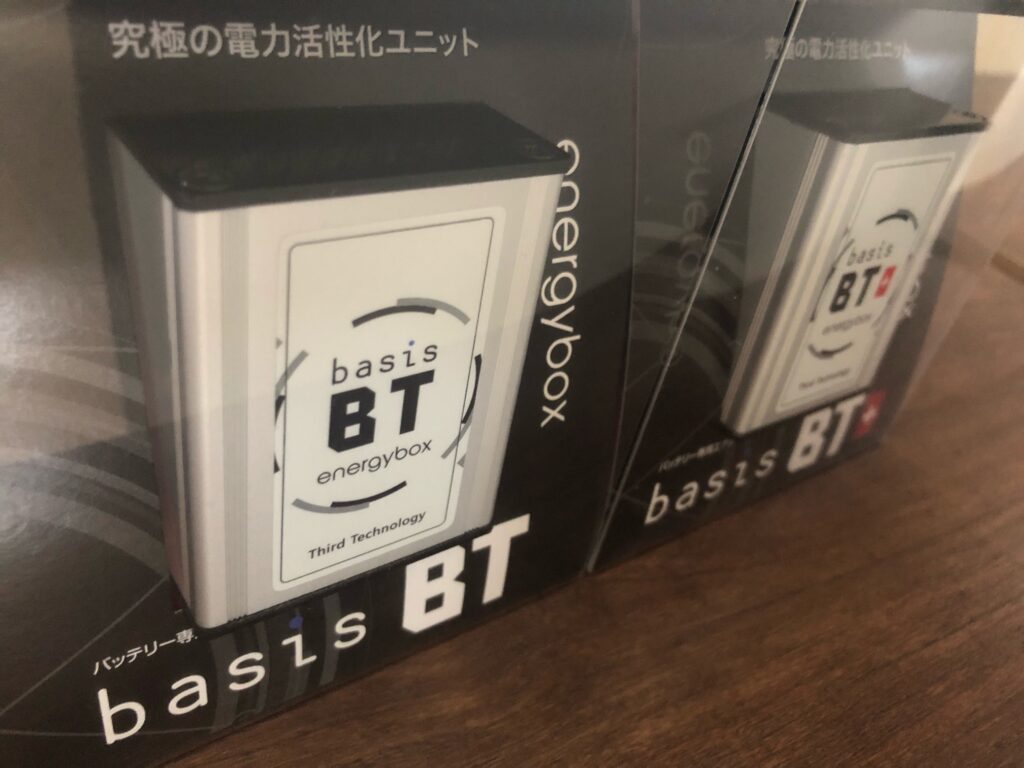 究極の電力活性化ユニット
energybox
basis
BT
energybox
Third Technology
バッテリー専
basis BT
究極の電力活性化ユニット
basis
BT+
energybox
Third Technology
basis BT+